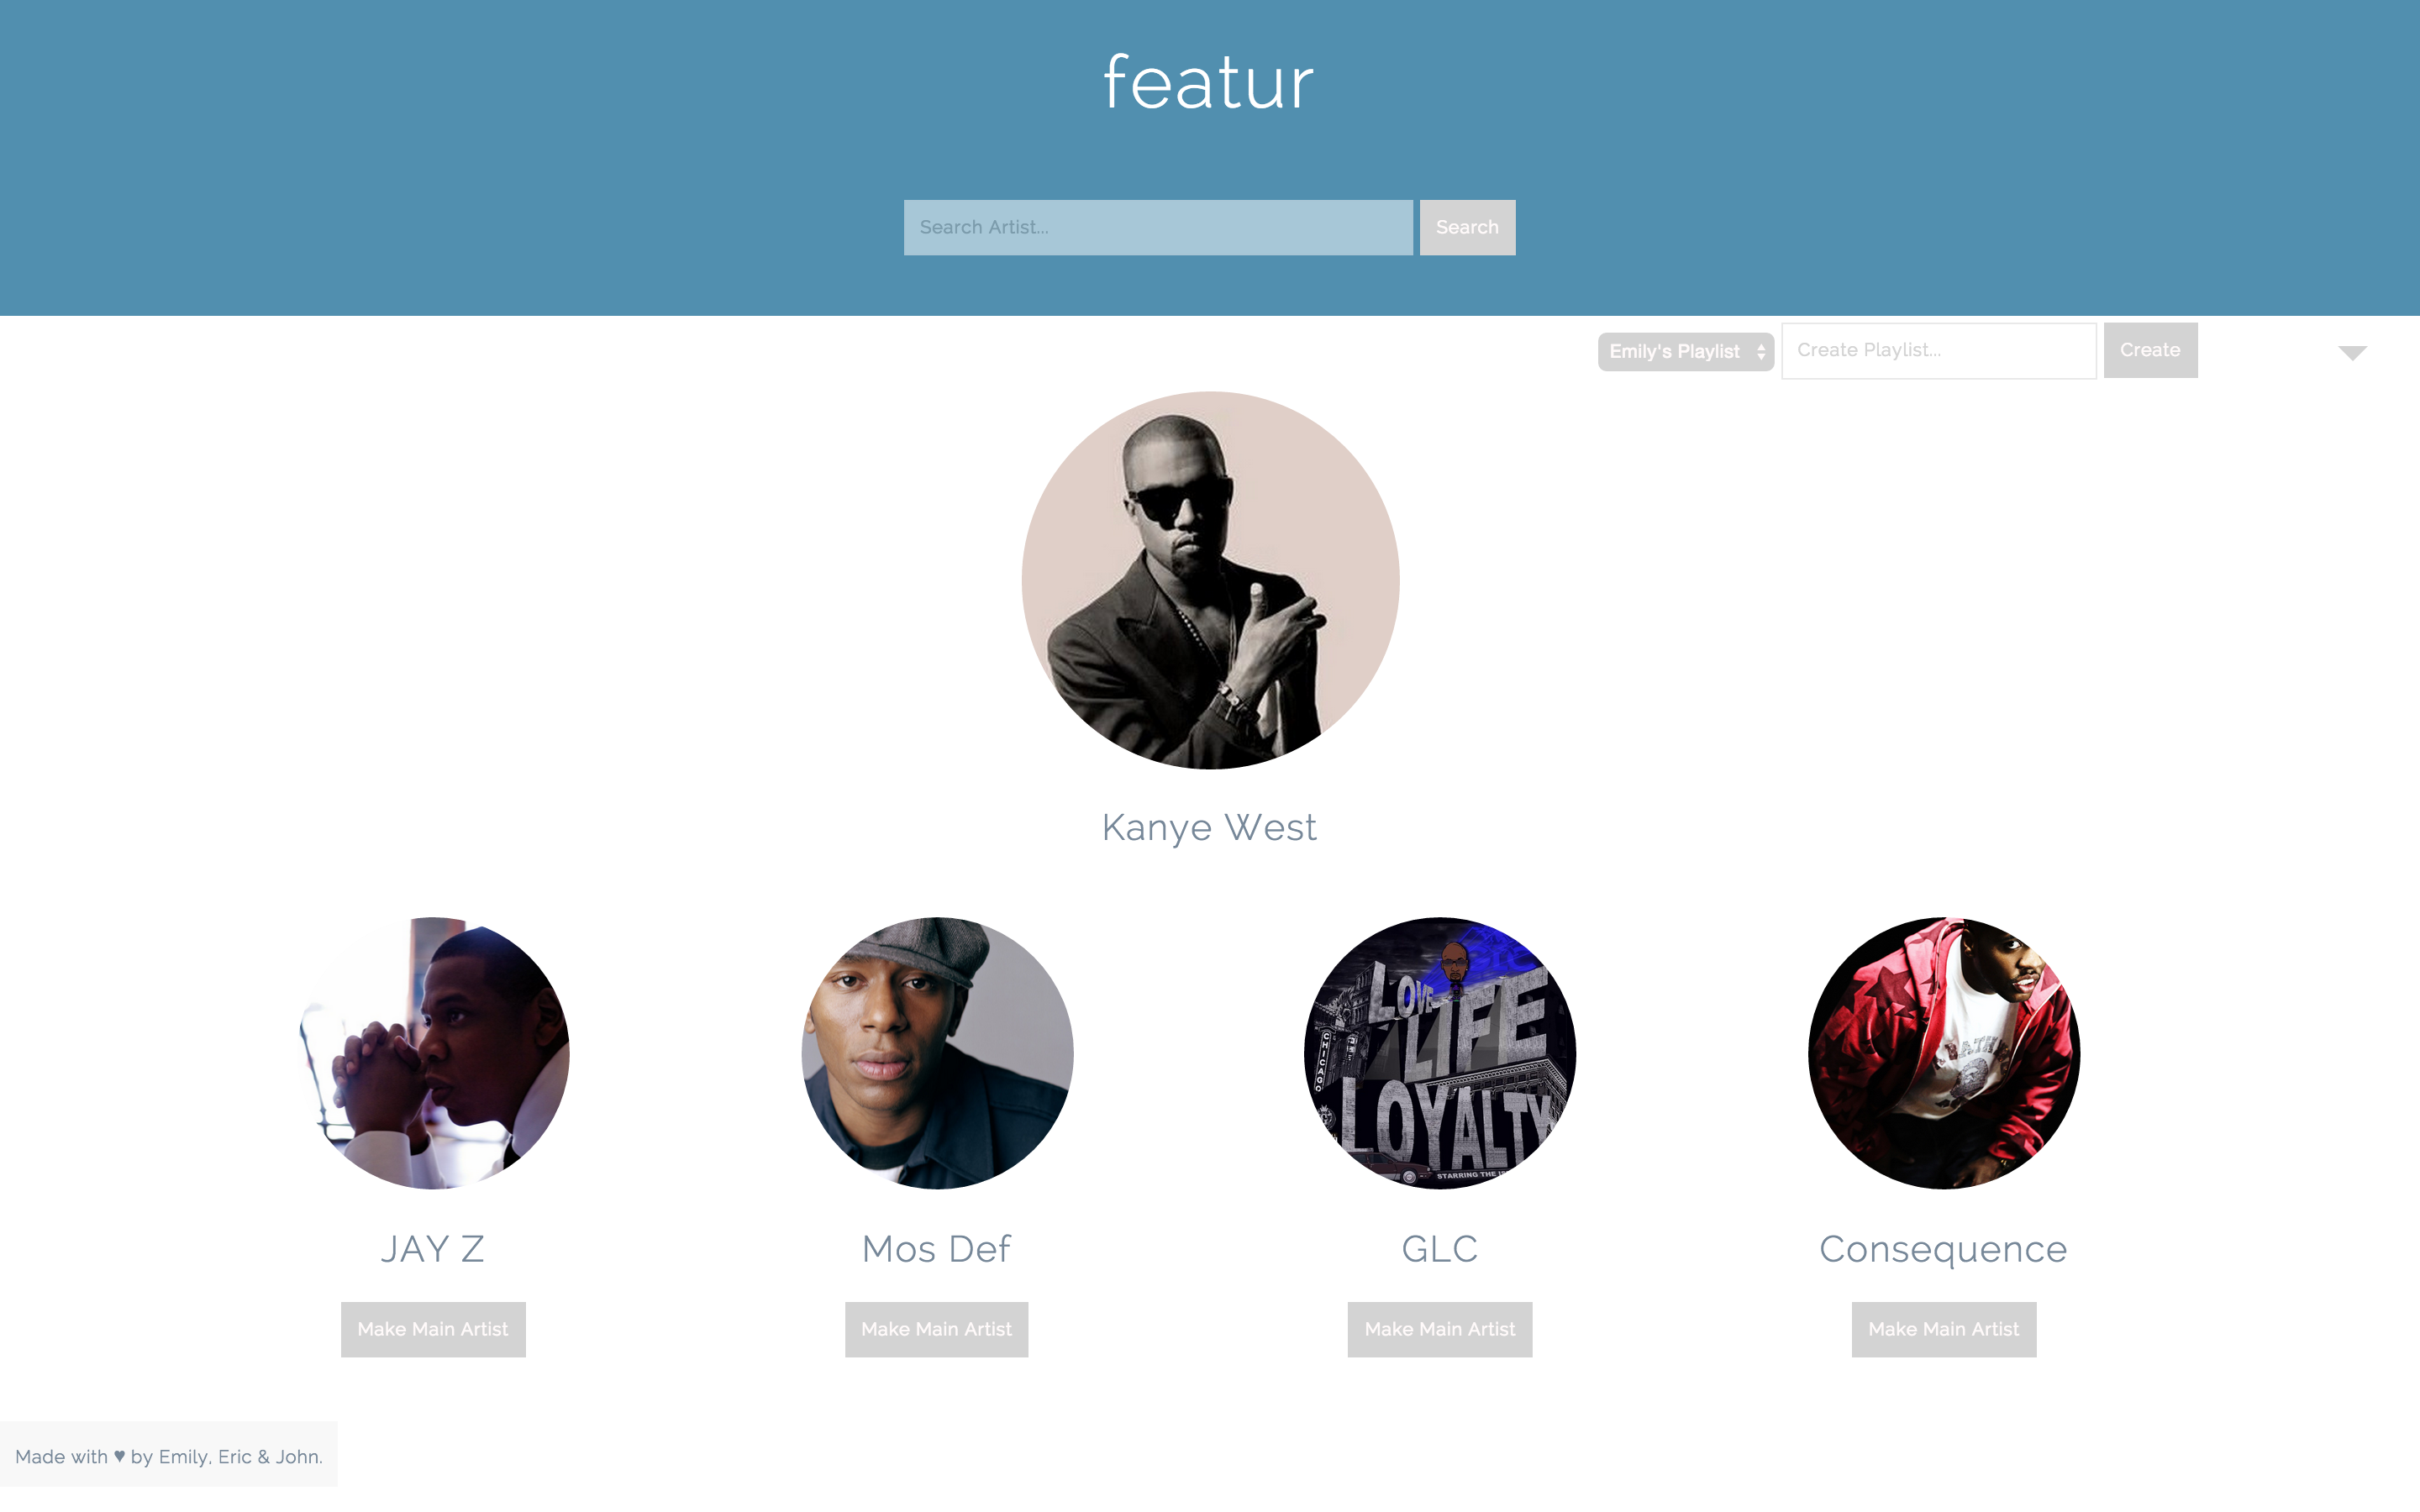 featur
Search Artist...
Search
Emily's Playlist
Create Playlist...
Create
Kanye West
LOVE
LIFE
LOYALTY
CHICAGO
STARRING THE
JAY Z
Mos Def
GLC
Consequence
Make Main Artist
Make Main Artist
Make Main Artist
Make Main Artist
Made with ♥ by Emily, Eric & John.